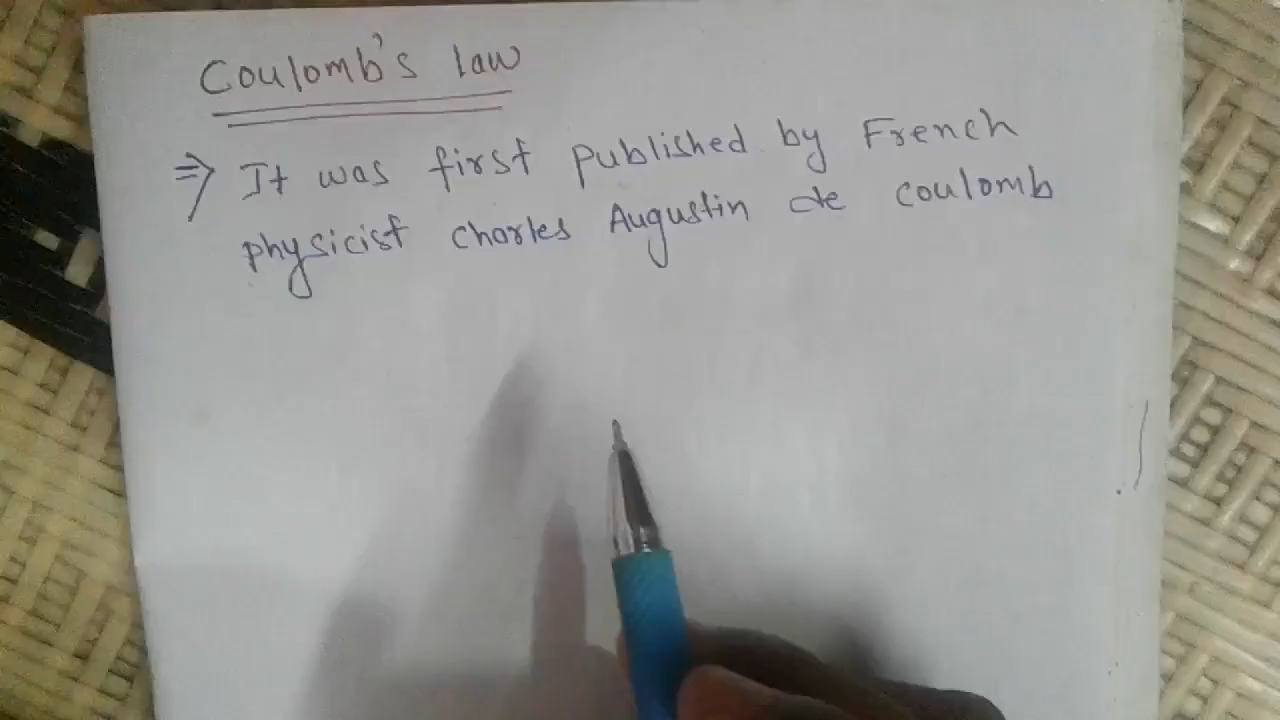 Coulomb's law
⇒ It was first published by French
physicist Charles Augustin de coulomb